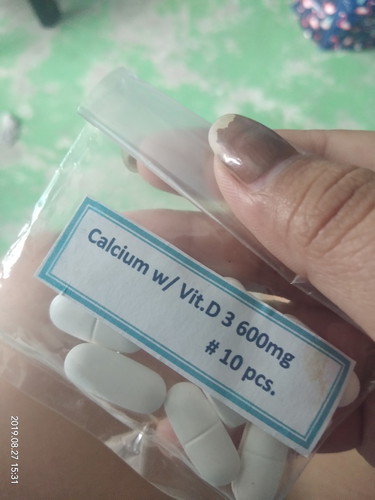 Calcium w/ Vit.D 3 600mg
# 10 pcs.
2019.08.27 15:31